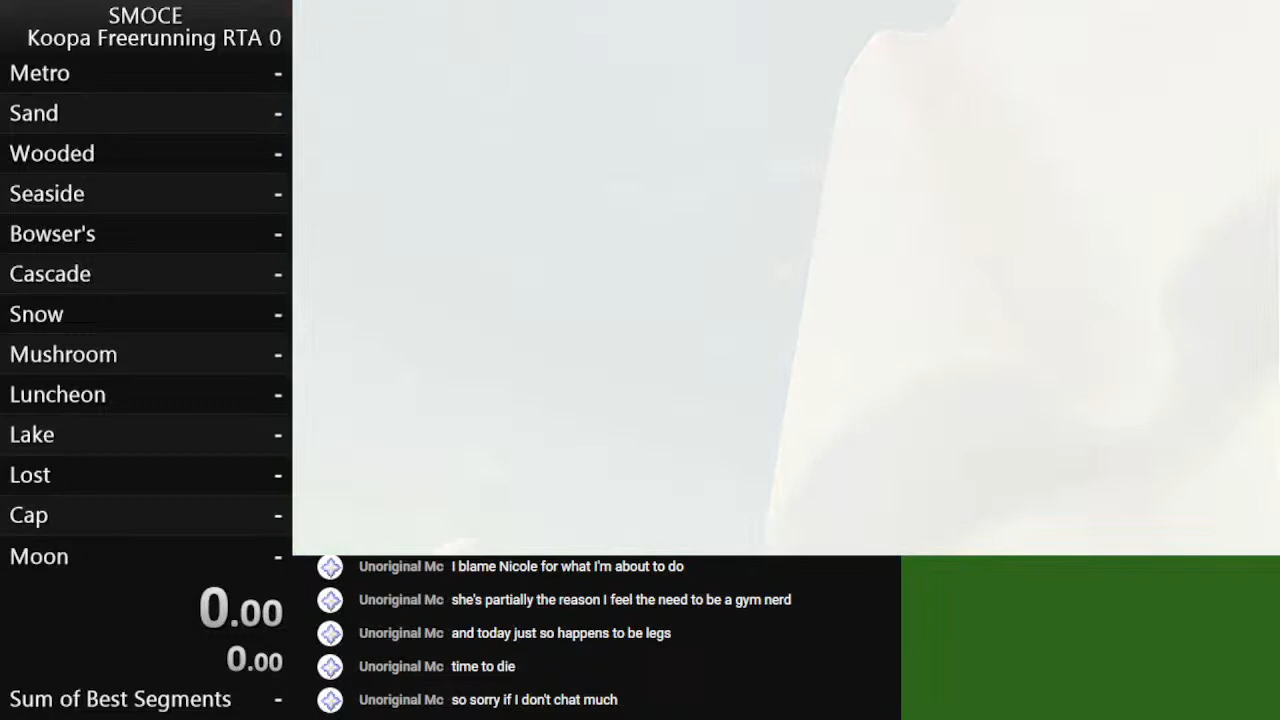 SMOCE
Koopa Freerunning RTA 0
Metro -
Sand -
Wooded -
Seaside -
Bowser's -
Cascade -
Snow -
Mushroom -
Luncheon -
Lake -
Lost -
Cap -
Moon -
0.00
0.00
Sum of Best Segments -
Unoriginal Mc I blame Nicole for what I'm about to do
Unoriginal Mc she's partially the reason I feel the need to be a gym nerd
Unoriginal Mc and today just so happens to be legs
Unoriginal Mc time to die
Unoriginal Mc so sorry if I don't chat much